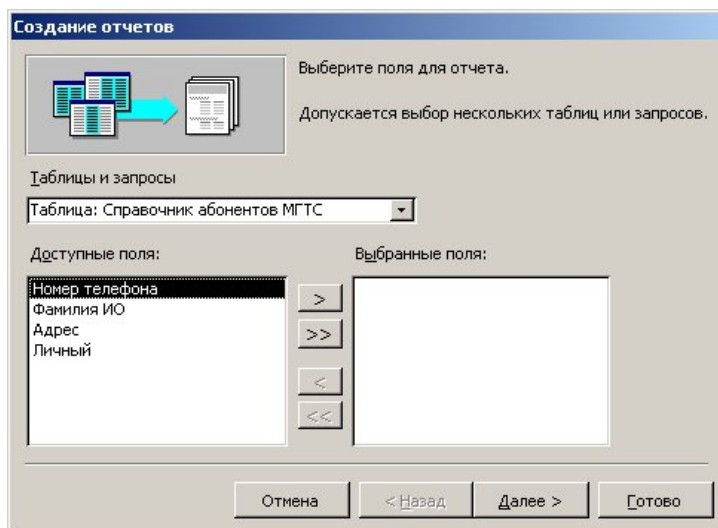 Создание отчетов
Выберите поля для отчета.
Допускается выбор нескольких таблиц или запросов.
Таблицы и запросы
Таблица: Справочник абонентов МГТС
Доступные поля:
Выбранные поля:
Номер телефона
Фамилия ИО
Адрес
Личный
>
>>
<
<<
Отмена
< Назад
Далее >
Готово